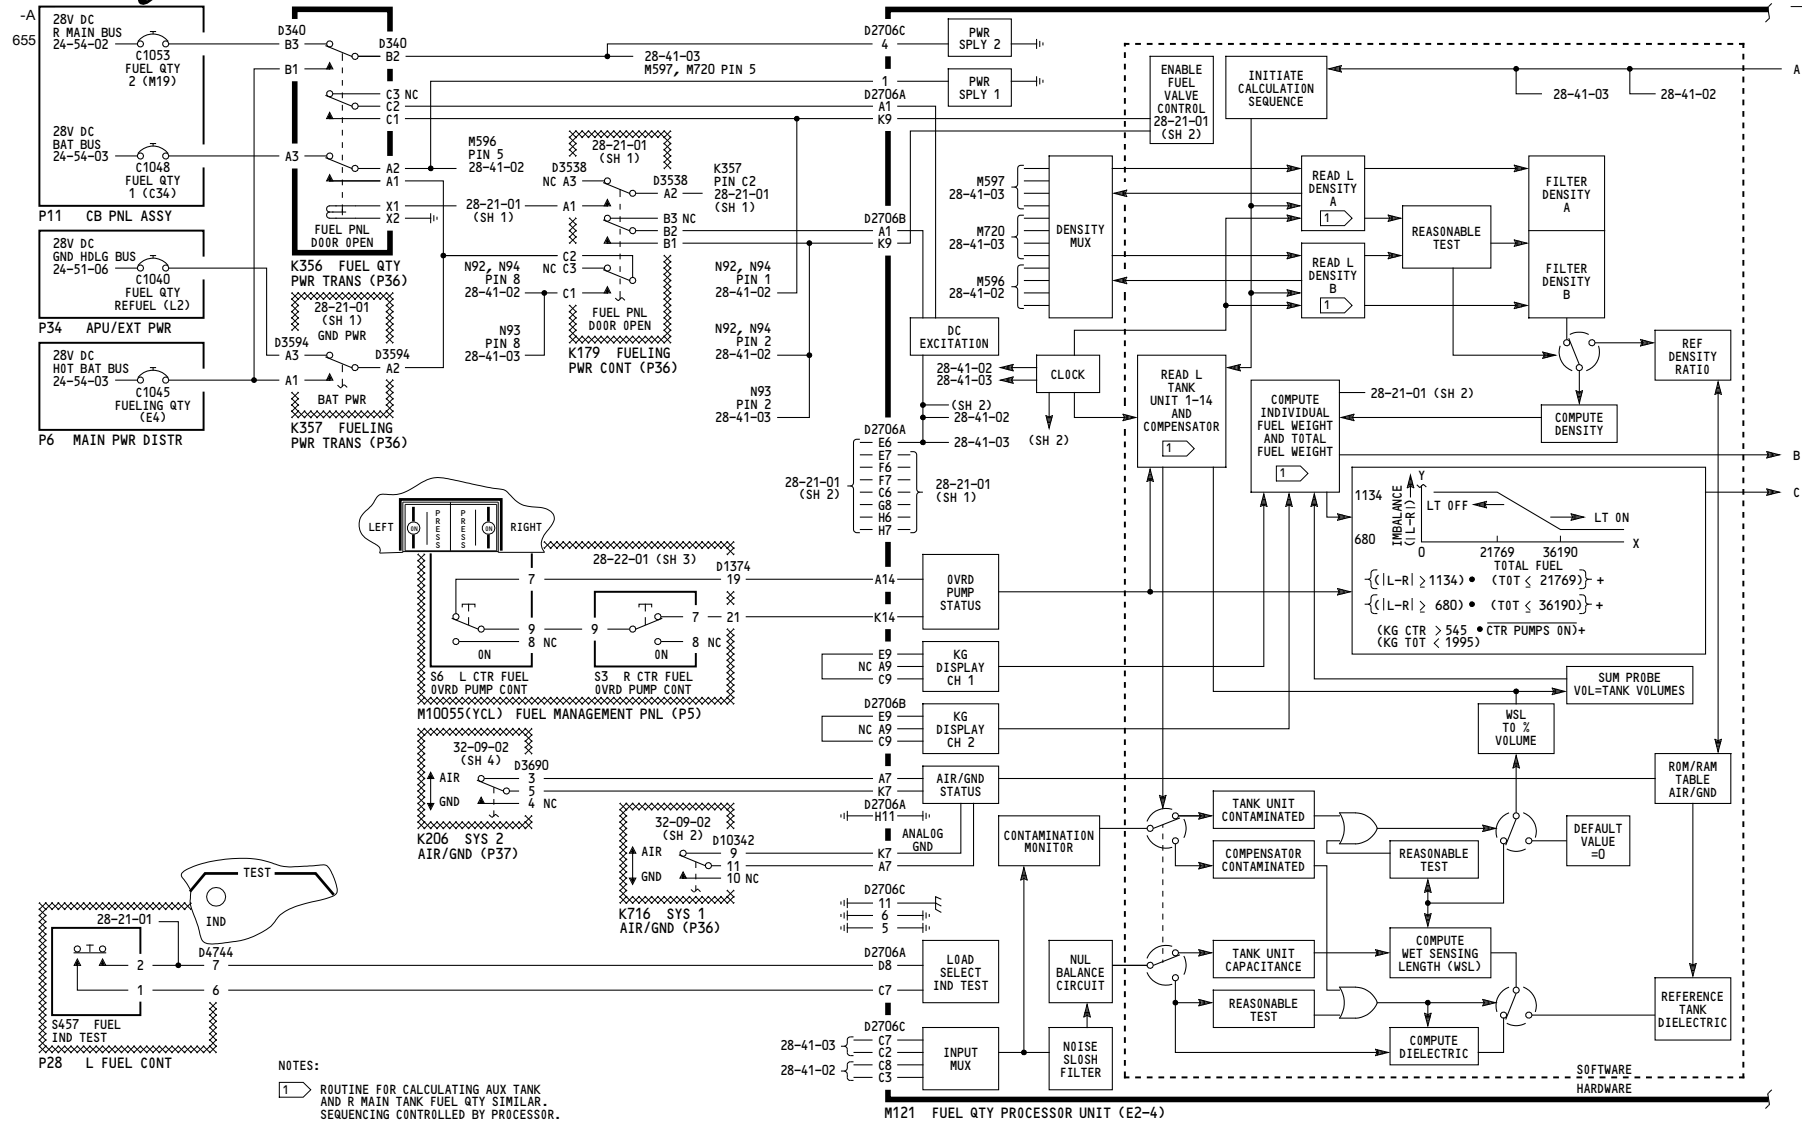 -A
655
28V DC
R MAIN BUS
24-54-02
C1053
FUEL QTY
2 (M19)
28V DC
BAT BUS
24-54-03
C1048
FUEL QTY
1 (C34)
P11 CB PNL ASSY
28V DC
GND HDLG BUS
24-51-06
C1040
FUEL QTY
REFUEL (L2)
P34 APU/EXT PWR
28V DC
HOT BAT BUS
24-54-03
C1045
FUELING QTY
(E4)
P6 MAIN PWR DISTR
D340
B3
B1
A3
D340
B2
C3 NC
C2
C1
A2
A1
X1
X2
FUEL PNL
DOOR OPEN
K356 FUEL QTY
PWR TRANS (P36)
28-21-01
(SH 1)
GND PWR
D3594
A3
A1
D3594
A2
BAT PWR
K357 FUELING
PWR TRANS (P36)
28-41-03
M597, M720 PIN 5
M596
PIN 5
28-41-02
28-21-01
(SH 1)
28-21-01
(SH 1)
D3538
NC A3
A1
C2
NC C3
C1
D3538
A2
B3 NC
B2
B1
FUEL PNL
DOOR OPEN
K179 FUELING
PWR CONT (P36)
K357
PIN C2
28-21-01
(SH 1)
N92, N94
PIN 8
28-41-02
N93
PIN 8
28-41-03
N92, N94
PIN 1
28-41-02
N92, N94
PIN 2
28-41-02
N93
PIN 2
28-41-03
D2706C
4
1
D2706A
A1
K9
D2706B
A1
K9
PWR
SPLY 2
PWR
SPLY 1
DC
EXCITATION
28-41-02
28-41-03
(SH 2)
28-41-02
28-41-03
CLOCK
(SH 2)
D2706A
E6
E7
F6
F7
C6
G8
H6
H7
28-21-01
(SH 2)
28-21-01
(SH 1)
M597
28-41-03
M720
28-41-03
M596
28-41-02
DENSITY
MUX
ENABLE
FUEL
VALVE
CONTROL
28-21-01
(SH 2)
INITIATE
CALCULATION
SEQUENCE
28-41-03
28-41-02
A
READ L
DENSITY
A
1
READ L
DENSITY
B
1
REASONABLE
TEST
FILTER
DENSITY
A
FILTER
DENSITY
B
REF
DENSITY
RATIO
COMPUTE
DENSITY
READ L
TANK
UNIT 1-14
AND
COMPENSATOR
1
COMPUTE
INDIVIDUAL
FUEL WEIGHT
AND TOTAL
FUEL WEIGHT
1
28-21-01 (SH 2)
B
C
IMBALANCE
(|L-R|)
Y
1134
680
LT OFF
LT ON
0
21769
36190
X
TOTAL FUEL
{(|L-R| ≥ 1134) • (TOT ≤ 21769)} +
{(|L-R| ≥ 680) • (TOT ≤ 36190)} +
(KG CTR > 545 • CTR PUMPS ON)+
(KG TOT < 1995)
LEFT
ON
PRESS
PRESS
ON
RIGHT
28-22-01 (SH 3)
D1374
7
19
9
8 NC
ON
9
7
21
8 NC
ON
S6 L CTR FUEL
OVRD PUMP CONT
S3 R CTR FUEL
OVRD PUMP CONT
M10055(YCL) FUEL MANAGEMENT PNL (P5)
A14
K14
OVRD
PUMP
STATUS
E9
NC A9
C9
KG
DISPLAY
CH 1
D2706B
E9
NC A9
C9
KG
DISPLAY
CH 2
32-09-02
(SH 4)
D3690
AIR
GND
3
5
4 NC
K206 SYS 2
AIR/GND (P37)
A7
K7
D2706A
H11
AIR/GND
STATUS
ANALOG
GND
32-09-02
(SH 2)
D10342
AIR
GND
9
11
10 NC
K716 SYS 1
AIR/GND (P36)
K7
A7
D2706C
11
6
5
SUM PROBE
VOL=TANK VOLUMES
WSL
TO %
VOLUME
ROM/RAM
TABLE
AIR/GND
CONTAMINATION
MONITOR
TANK UNIT
CONTAMINATED
COMPENSATOR
CONTAMINATED
REASONABLE
TEST
DEFAULT
VALUE
=0
TEST
IND
28-21-01
D4744
2
7
1
6
S457 FUEL
IND TEST
P28 L FUEL CONT
D2706A
D8
C7
LOAD
SELECT
IND TEST
NUL
BALANCE
CIRCUIT
TANK UNIT
CAPACITANCE
COMPUTE
WET SENSING
LENGTH (WSL)
REASONABLE
TEST
COMPUTE
DIELECTRIC
REFERENCE
TANK
DIELECTRIC
D2706C
C7
C2
C8
C3
28-41-03
28-41-02
INPUT
MUX
NOISE
SLOSH
FILTER
SOFTWARE
HARDWARE
M121 FUEL QTY PROCESSOR UNIT (E2-4)
NOTES:
1 ROUTINE FOR CALCULATING AUX TANK
AND R MAIN TANK FUEL QTY SIMILAR.
SEQUENCING CONTROLLED BY PROCESSOR.